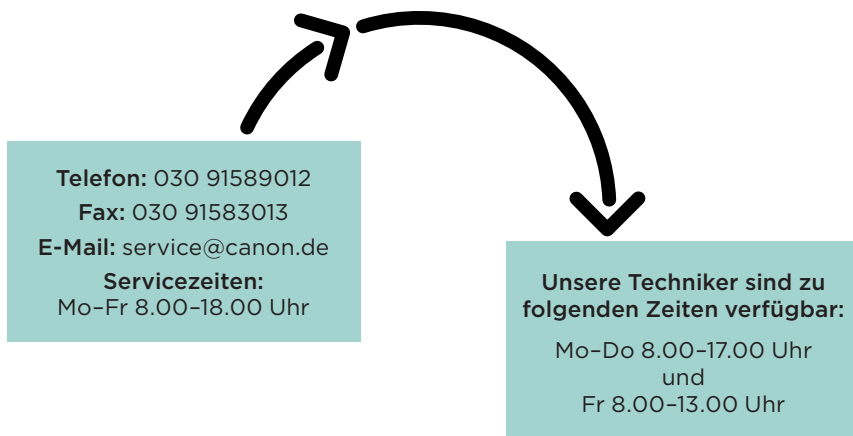 Telefon: 030 91589012
Fax: 030 91583013
E-Mail: service@canon.de
Servicezeiten:
Mo–Fr 8.00–18.00 Uhr
Unsere Techniker sind zu
folgenden Zeiten verfügbar:
Mo–Do 8.00–17.00 Uhr
und
Fr 8.00–13.00 Uhr